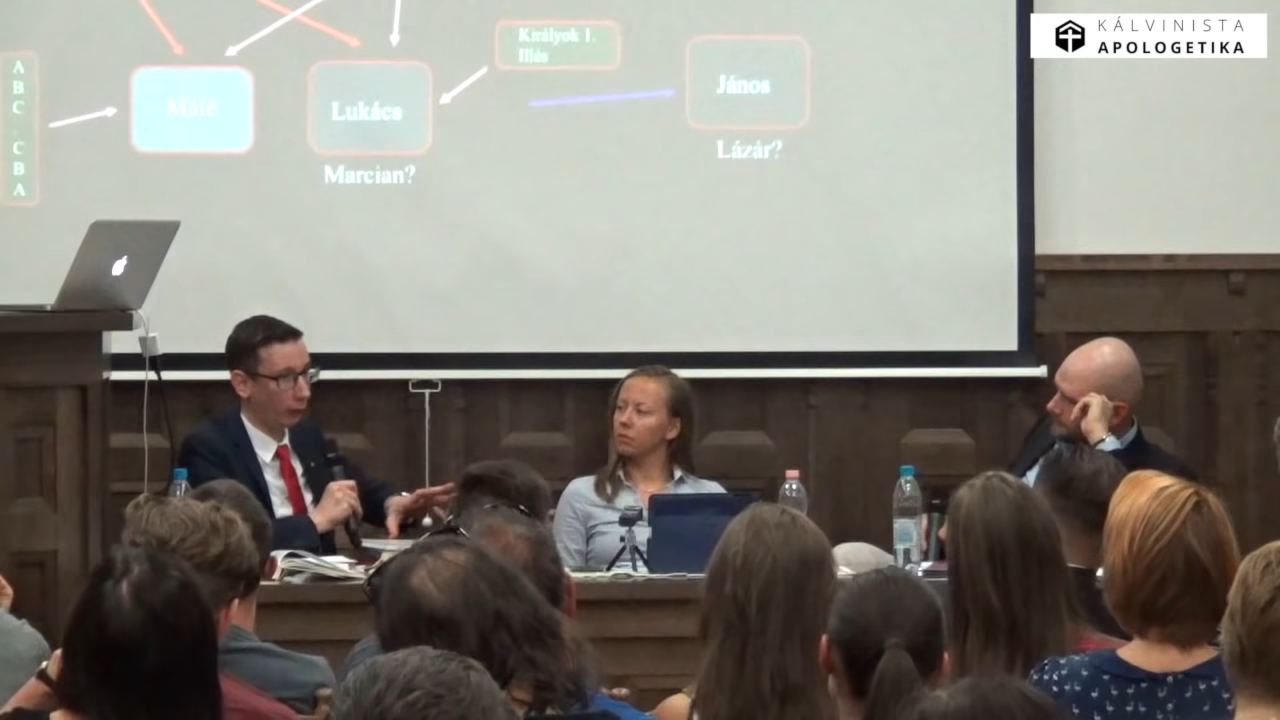 KÁLVINISTA
APOLOGETIKA
Királyok 1.
Illés
A
B
C
.
C
B
A
Máté
Lukács
János
Marcian?
Lázár?